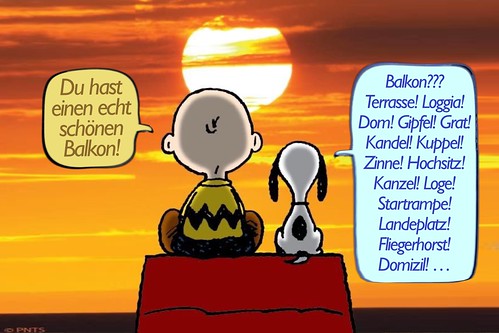 Du hast
einen echt
schönen
Balkon!
Balkon???
Terrasse! Loggia!
Dom! Gipfel! Grat!
Kandel! Kuppel!
Zinne! Hochsitz!
Kanzel! Loge!
Startrampe!
Landeplatz!
Fliegerhorst!
Domizil! ...
© PNTS